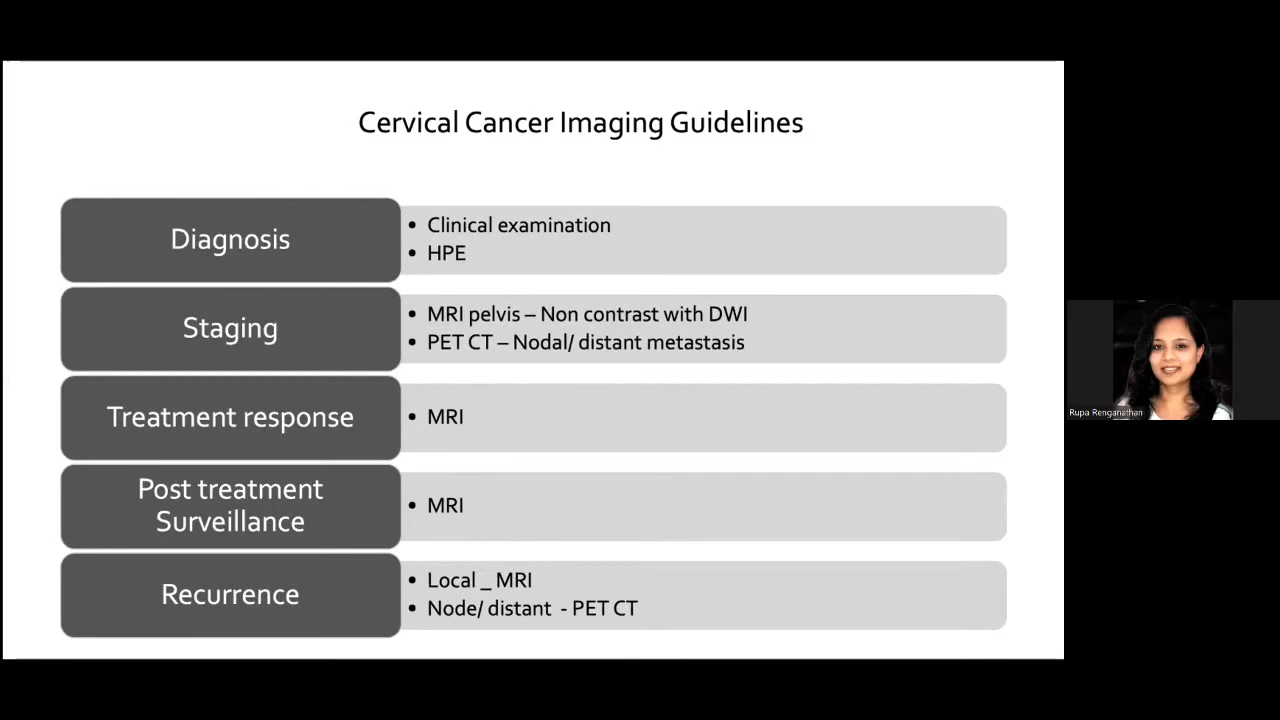 Cervical Cancer Imaging Guidelines
Diagnosis
• Clinical examination
• HPE
Staging
• MRI pelvis – Non contrast with DWI
• PET CT – Nodal/ distant metastasis
Treatment response
• MRI
Post treatment
Surveillance
• MRI
Recurrence
• Local _ MRI
• Node/ distant  - PET CT
Rupa Renganathan